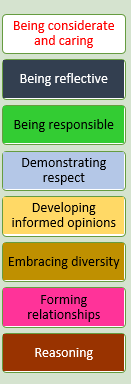 Being considerate
and caring
Being reflective
Being responsible
Demonstrating
respect
Developing
informed opinions
Embracing diversity
Forming
relationships
Reasoning